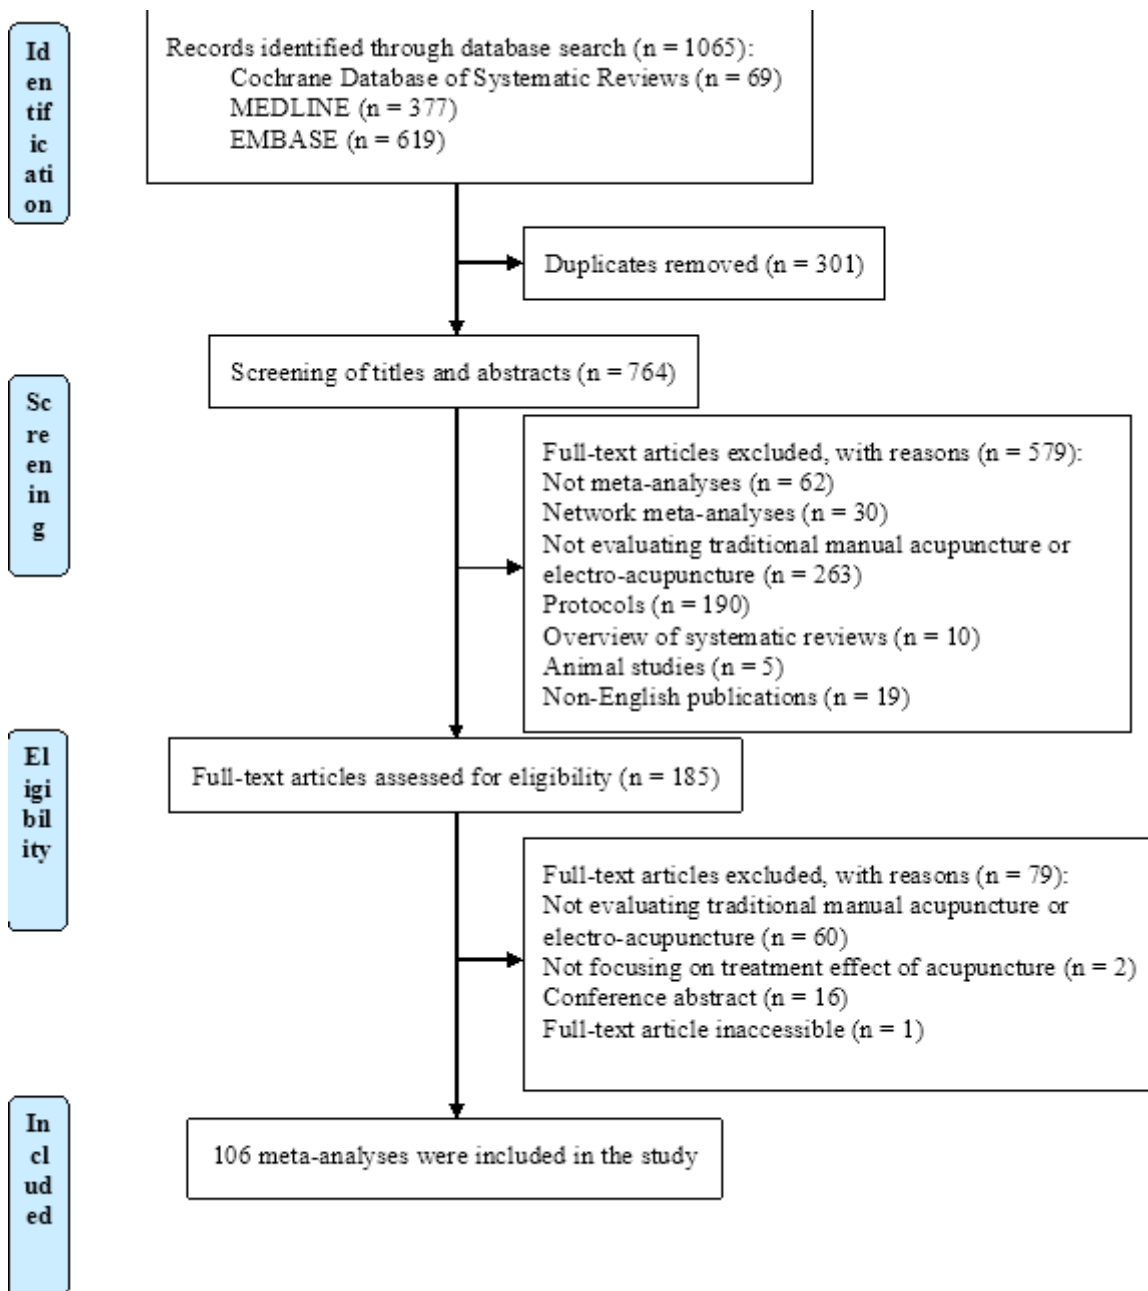 Id
en
tif
ic
ati
on
Records identified through database search (n = 1065):
Cochrane Database of Systematic Reviews (n = 69)
MEDLINE (n = 377)
EMBASE (n = 619)
Duplicates removed (n = 301)
Sc
re
en
in
g
Screening of titles and abstracts (n = 764)
Full-text articles excluded, with reasons (n = 579):
Not meta-analyses (n = 62)
Network meta-analyses (n = 30)
Not evaluating traditional manual acupuncture or
electro-acupuncture (n = 263)
Protocols (n = 190)
Overview of systematic reviews (n = 10)
Animal studies (n = 5)
Non-English publications (n = 19)
El
igi
bil
ity
Full-text articles assessed for eligibility (n = 185)
Full-text articles excluded, with reasons (n = 79):
Not evaluating traditional manual acupuncture or
electro-acupuncture (n = 60)
Not focusing on treatment effect of acupuncture (n = 2)
Conference abstract (n = 16)
Full-text article inaccessible (n = 1)
In
cl
ud
ed
106 meta-analyses were included in the study